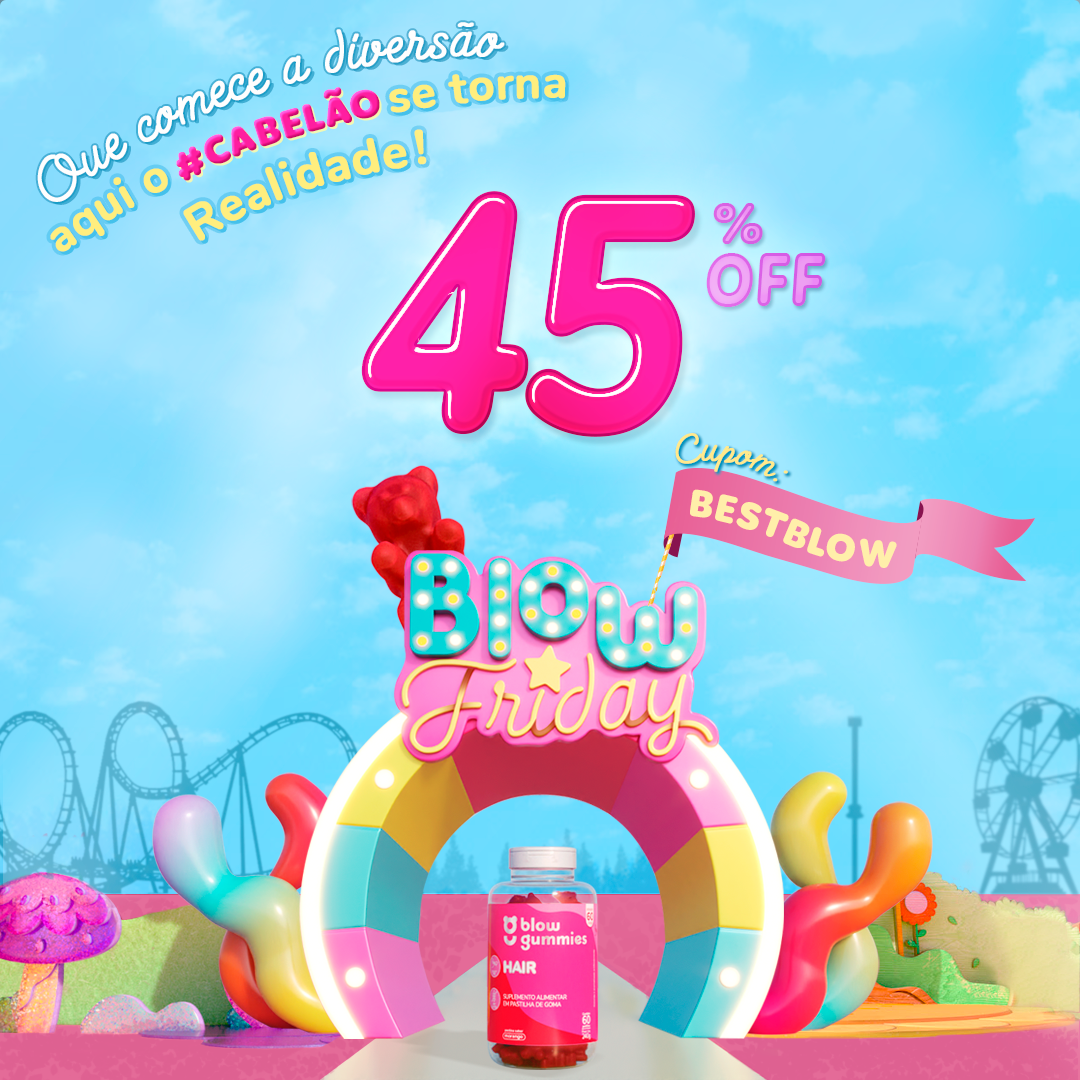 Que comece a diversão
aqui o #CABELÃO se torna
Realidade!
45
%
OFF
Cupom:
BESTBLOW
Blow
Friday
blow
gummies
HAIR
SUPLEMENTO ALIMENTAR
EM PASTILHA DE GOMA
morango